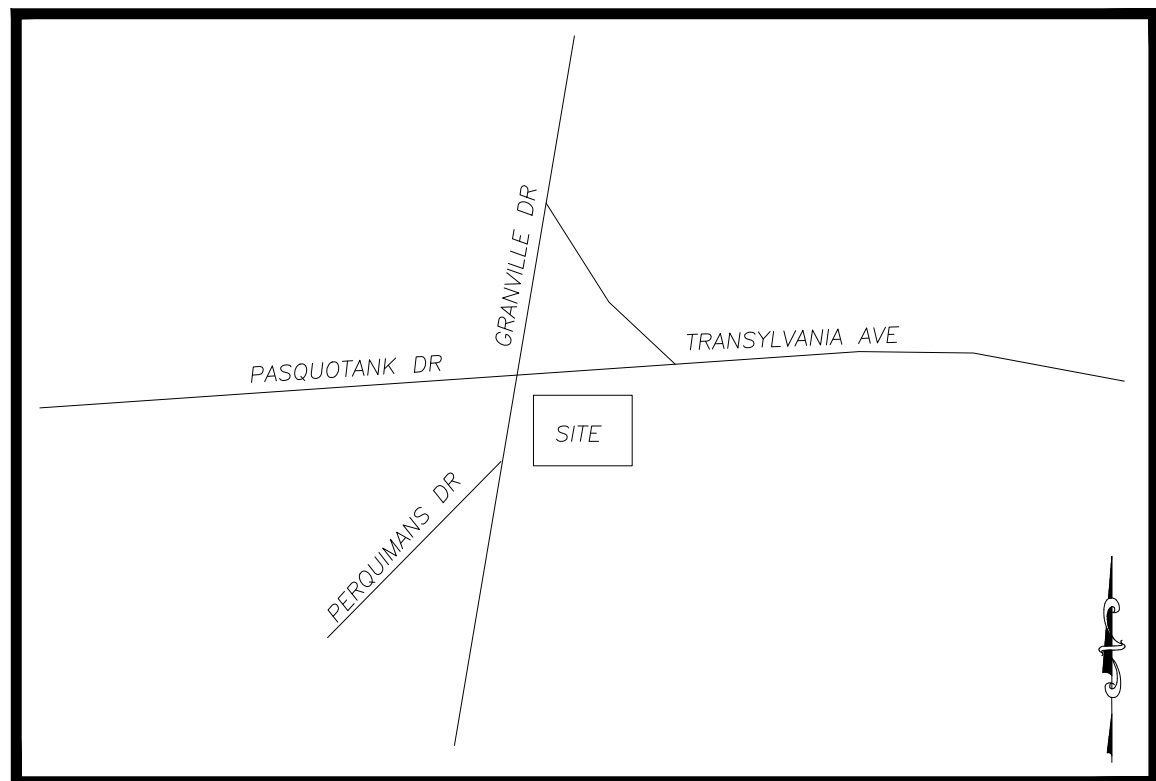 GRANVILLE DR
TRANSYLVANIA AVE
PASQUOTANK DR
SITE
PERQUIMANS DR